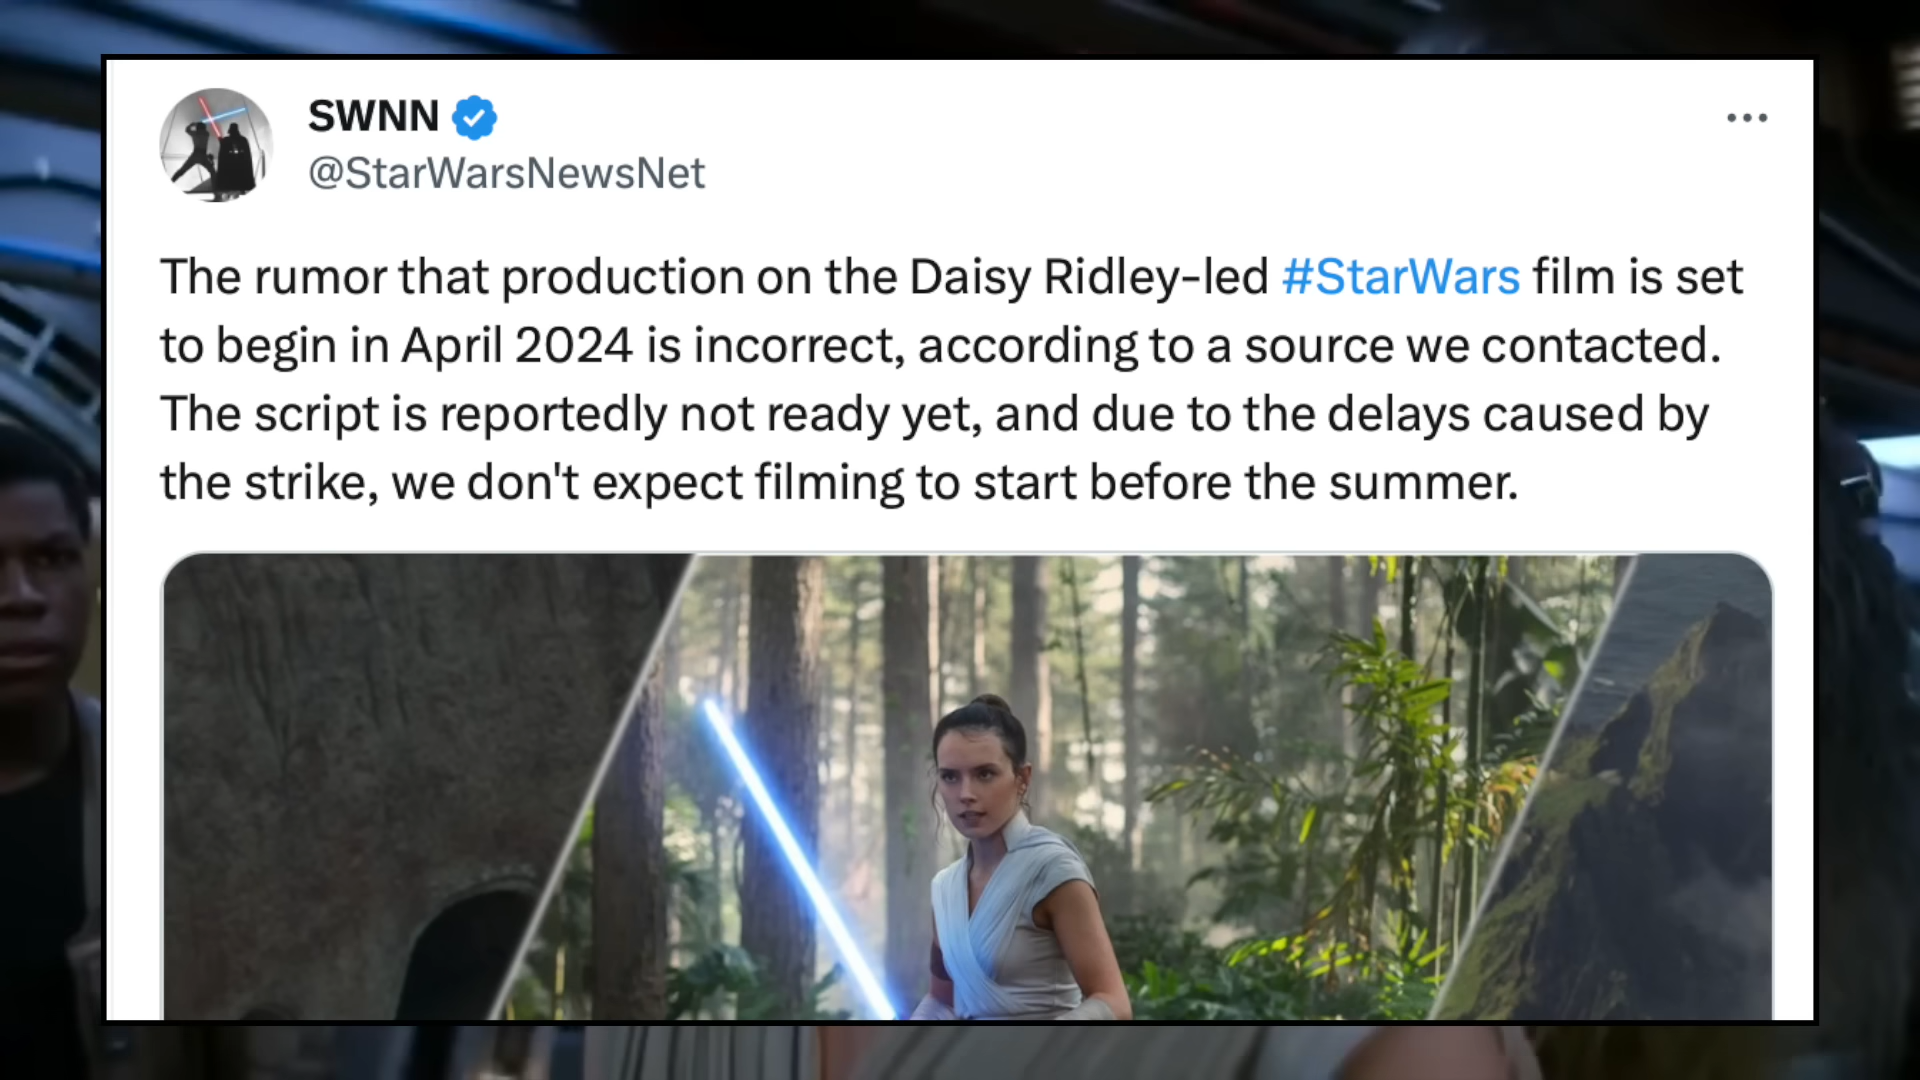 SWNN
@StarWarsNewsNet
The rumor that production on the Daisy Ridley-led #StarWars film is set
to begin in April 2024 is incorrect, according to a source we contacted.
The script is reportedly not ready yet, and due to the delays caused by
the strike, we don't expect filming to start before the summer.